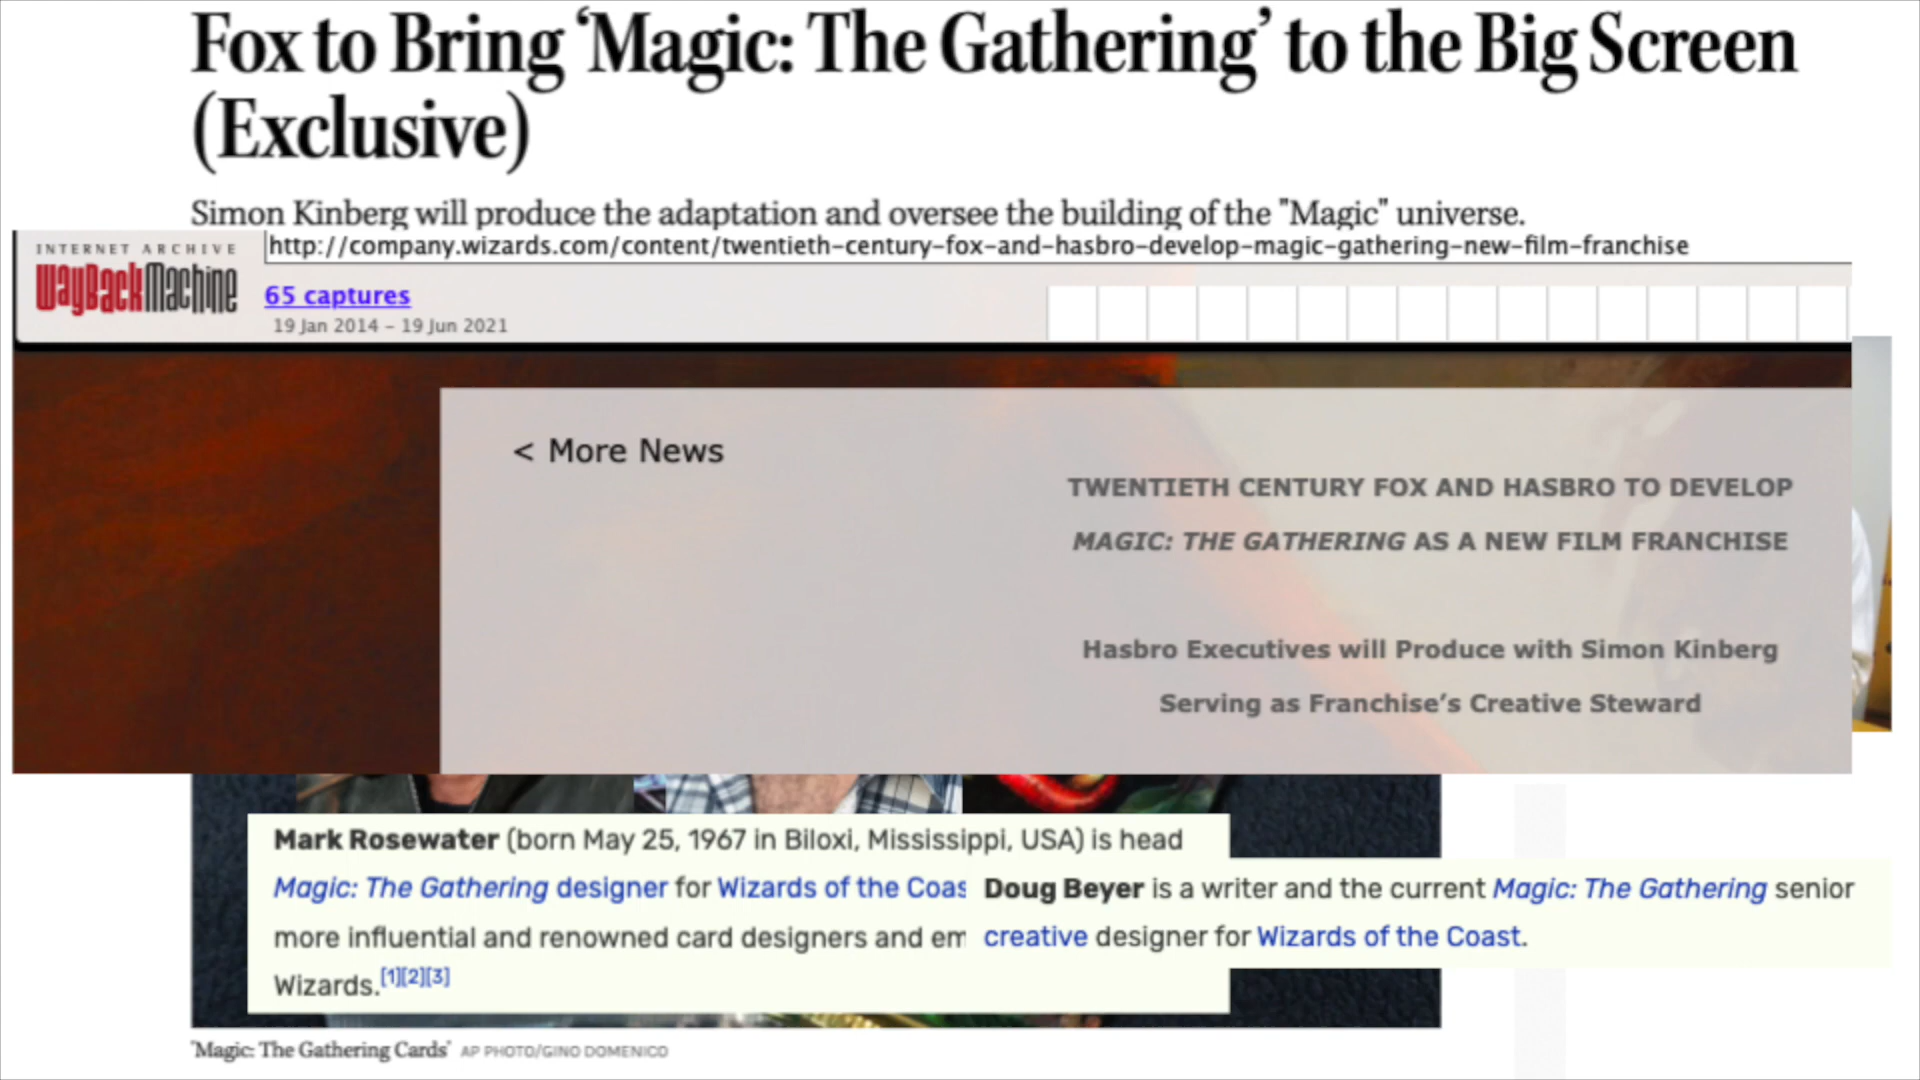 Fox to Bring ‘Magic: The Gathering’ to the Big Screen
(Exclusive)
Simon Kinberg will produce the adaptation and oversee the building of the "Magic" universe.
INTERNET ARCHIVE
WayBackMachine
http://company.wizards.com/content/twentieth-century-fox-and-hasbro-develop-magic-gathering-new-film-franchise
65 captures
19 Jan 2014 – 19 Jun 2021
< More News
TWENTIETH CENTURY FOX AND HASBRO TO DEVELOP
MAGIC: THE GATHERING AS A NEW FILM FRANCHISE
Hasbro Executives will Produce with Simon Kinberg
Serving as Franchise’s Creative Steward
Mark Rosewater (born May 25, 1967 in Biloxi, Mississippi, USA) is head
Magic: The Gathering designer for Wizards of the Coas
more influential and renowned card designers and em
Wizards.[1][2][3]
Doug Beyer is a writer and the current Magic: The Gathering senior
creative designer for Wizards of the Coast.
'Magic: The Gathering Cards' AP PHOTO/GINO DOMENICO